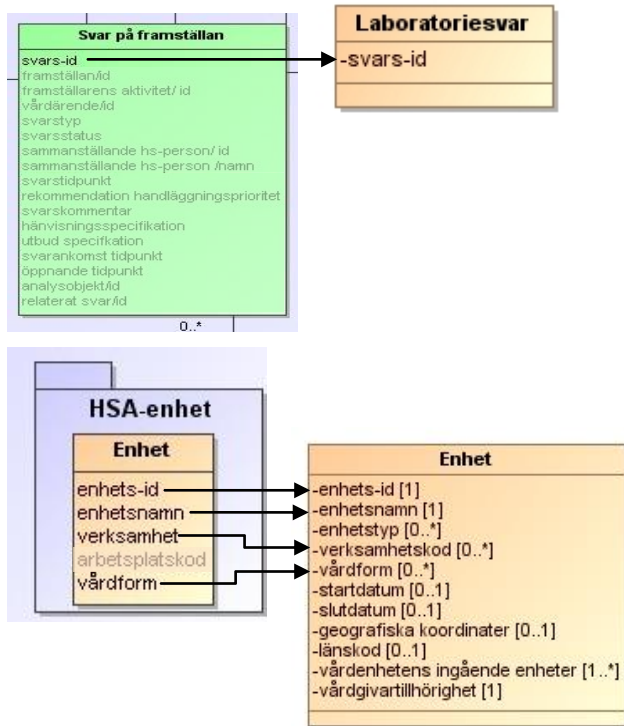 Svar på framställan
svars-id
framställan/id
framställarens aktivitet/ id
vårdärende/id
svarstyp
svarsstatus
sammanställande hs-person/ id
sammanställande hs-person /namn
svarstidpunkt
rekommendation handläggningsprioritet
svarskommentar
hänvisningsspecifikation
utbud specifkation
svarankomst tidpunkt
öppnande tidpunkt
analysobjekt/id
relaterat svar/id
0..*
Laboratoriesvar
-svars-id
HSA-enhet
Enhet
enhets-id
enhetsnamn
verksamhet
arbetsplatskod
vårdform
Enhet
-enhets-id [1]
-enhetsnamn [1]
-enhetstyp [0..*]
-verksamhetskod [0..*]
-vårdform [0..*]
-startdatum [0..1]
-slutdatum [0..1]
-geografiska koordinater [0..1]
-länskod [0..1]
-vårdenhetens ingående enheter [1..*]
-vårdgivartillhörighet [1]